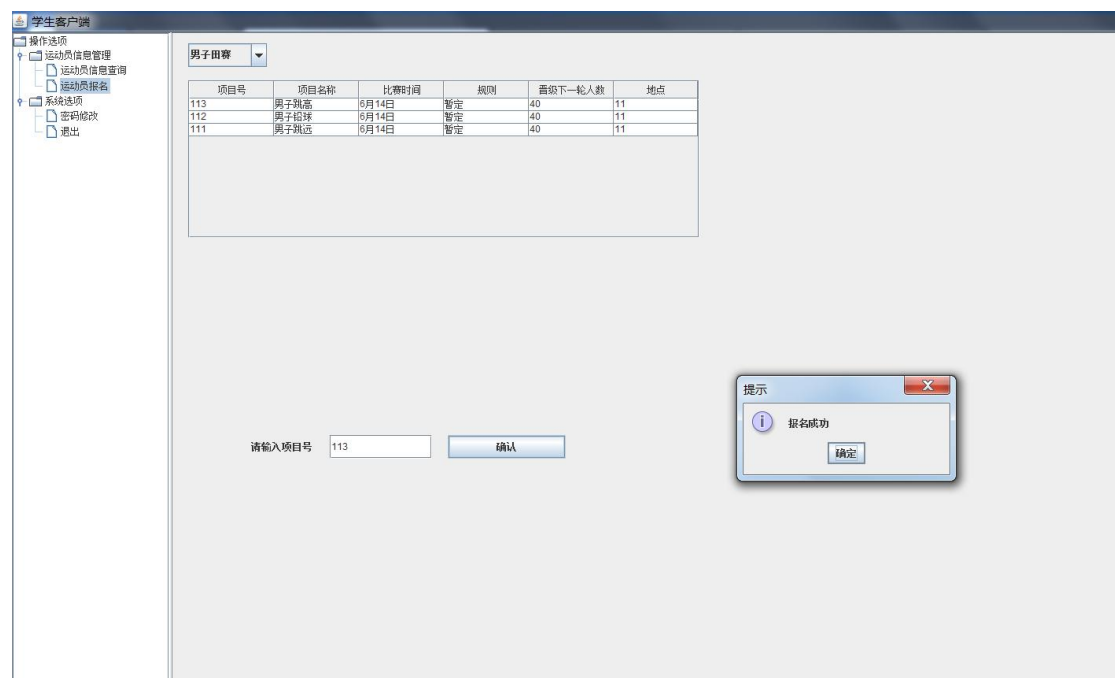 学生客户端
操作选项
运动员信息管理
运动员信息查询
运动员报名
系统选项
密码修改
退出
男子田赛
项目号 项目名称 比赛时间 规则 晋级下一轮人数 地点
113 男子跳高 6月14日 暂定 40 11
112 男子铅球 6月14日 暂定 40 11
111 男子跳远 6月14日 暂定 40 11
请输入项目号 113 确认
提示
报名成功
确定